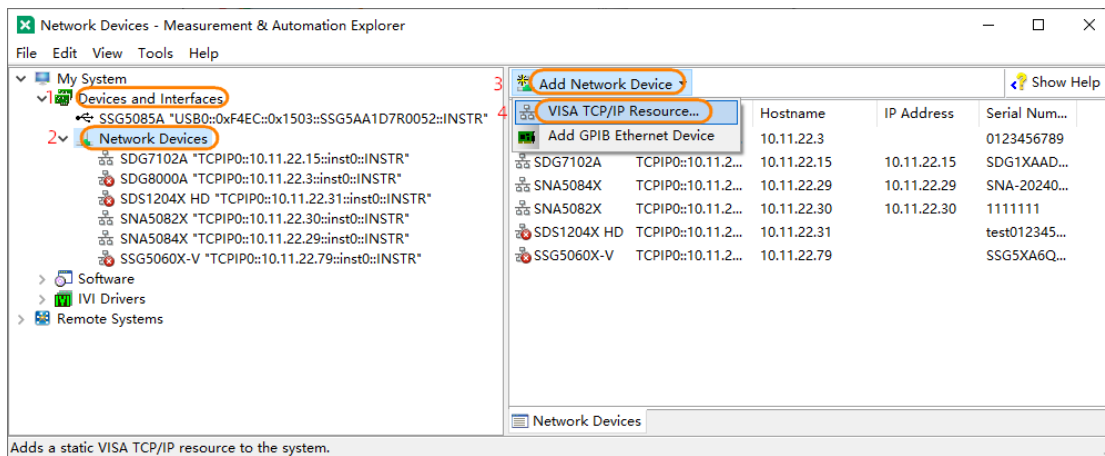 Network Devices - Measurement & Automation Explorer
File Edit View Tools Help
My System
1 Devices and Interfaces
SSG5085A "USB0::0xF4EC::0x1503::SSG5AA1D7R0052::INSTR"
2 Network Devices
SDG7102A "TCPIP0::10.11.22.15::inst0::INSTR"
SDG8000A "TCPIP0::10.11.22.3::inst0::INSTR"
SDS1204X HD "TCPIP0::10.11.22.31::inst0::INSTR"
SNA5082X "TCPIP0::10.11.22.30::inst0::INSTR"
SNA5084X "TCPIP0::10.11.22.29::inst0::INSTR"
SSG5060X-V "TCPIP0::10.11.22.79::inst0::INSTR"
Software
IVI Drivers
Remote Systems
3 Add Network Device Show Help
4 VISA TCP/IP Resource...
Add GPIB Ethernet Device
Hostname IP Address Serial Num...
10.11.22.3 0123456789
SDG7102A TCPIP0::10.11.2... 10.11.22.15 10.11.22.15 SDG1XAAD...
SNA5084X TCPIP0::10.11.2... 10.11.22.29 10.11.22.29 SNA-20240...
SNA5082X TCPIP0::10.11.2... 10.11.22.30 10.11.22.30 1111111
SDS1204X HD TCPIP0::10.11.2... 10.11.22.31 test012345...
SSG5060X-V TCPIP0::10.11.2... 10.11.22.79 SSG5XA6Q...
Network Devices
Adds a static VISA TCP/IP resource to the system.